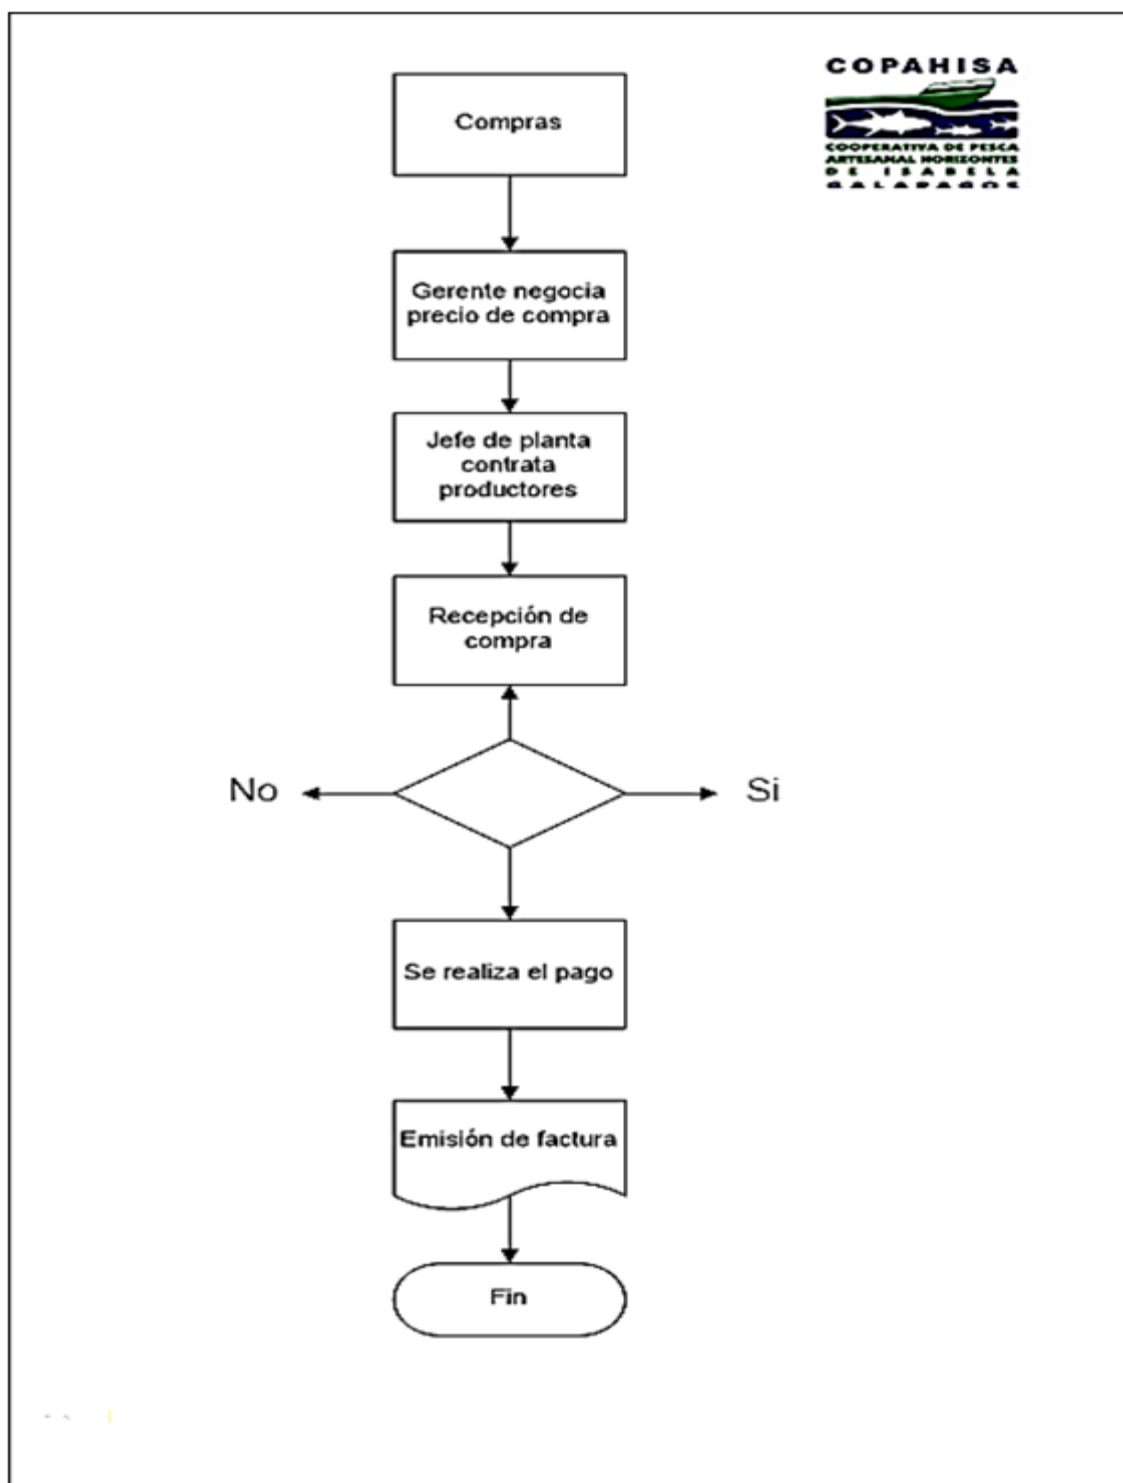 COPAHISA
COOPERATIVA DE PESCA
ARTESANAL HORIZONTES
DE ISABELA
GALAPAGOS
Compras
Gerente negocia
precio de compra
Jefe de planta
contrata
productores
Recepción de
compra
No
Si
Se realiza el pago
Emisión de factura
Fin